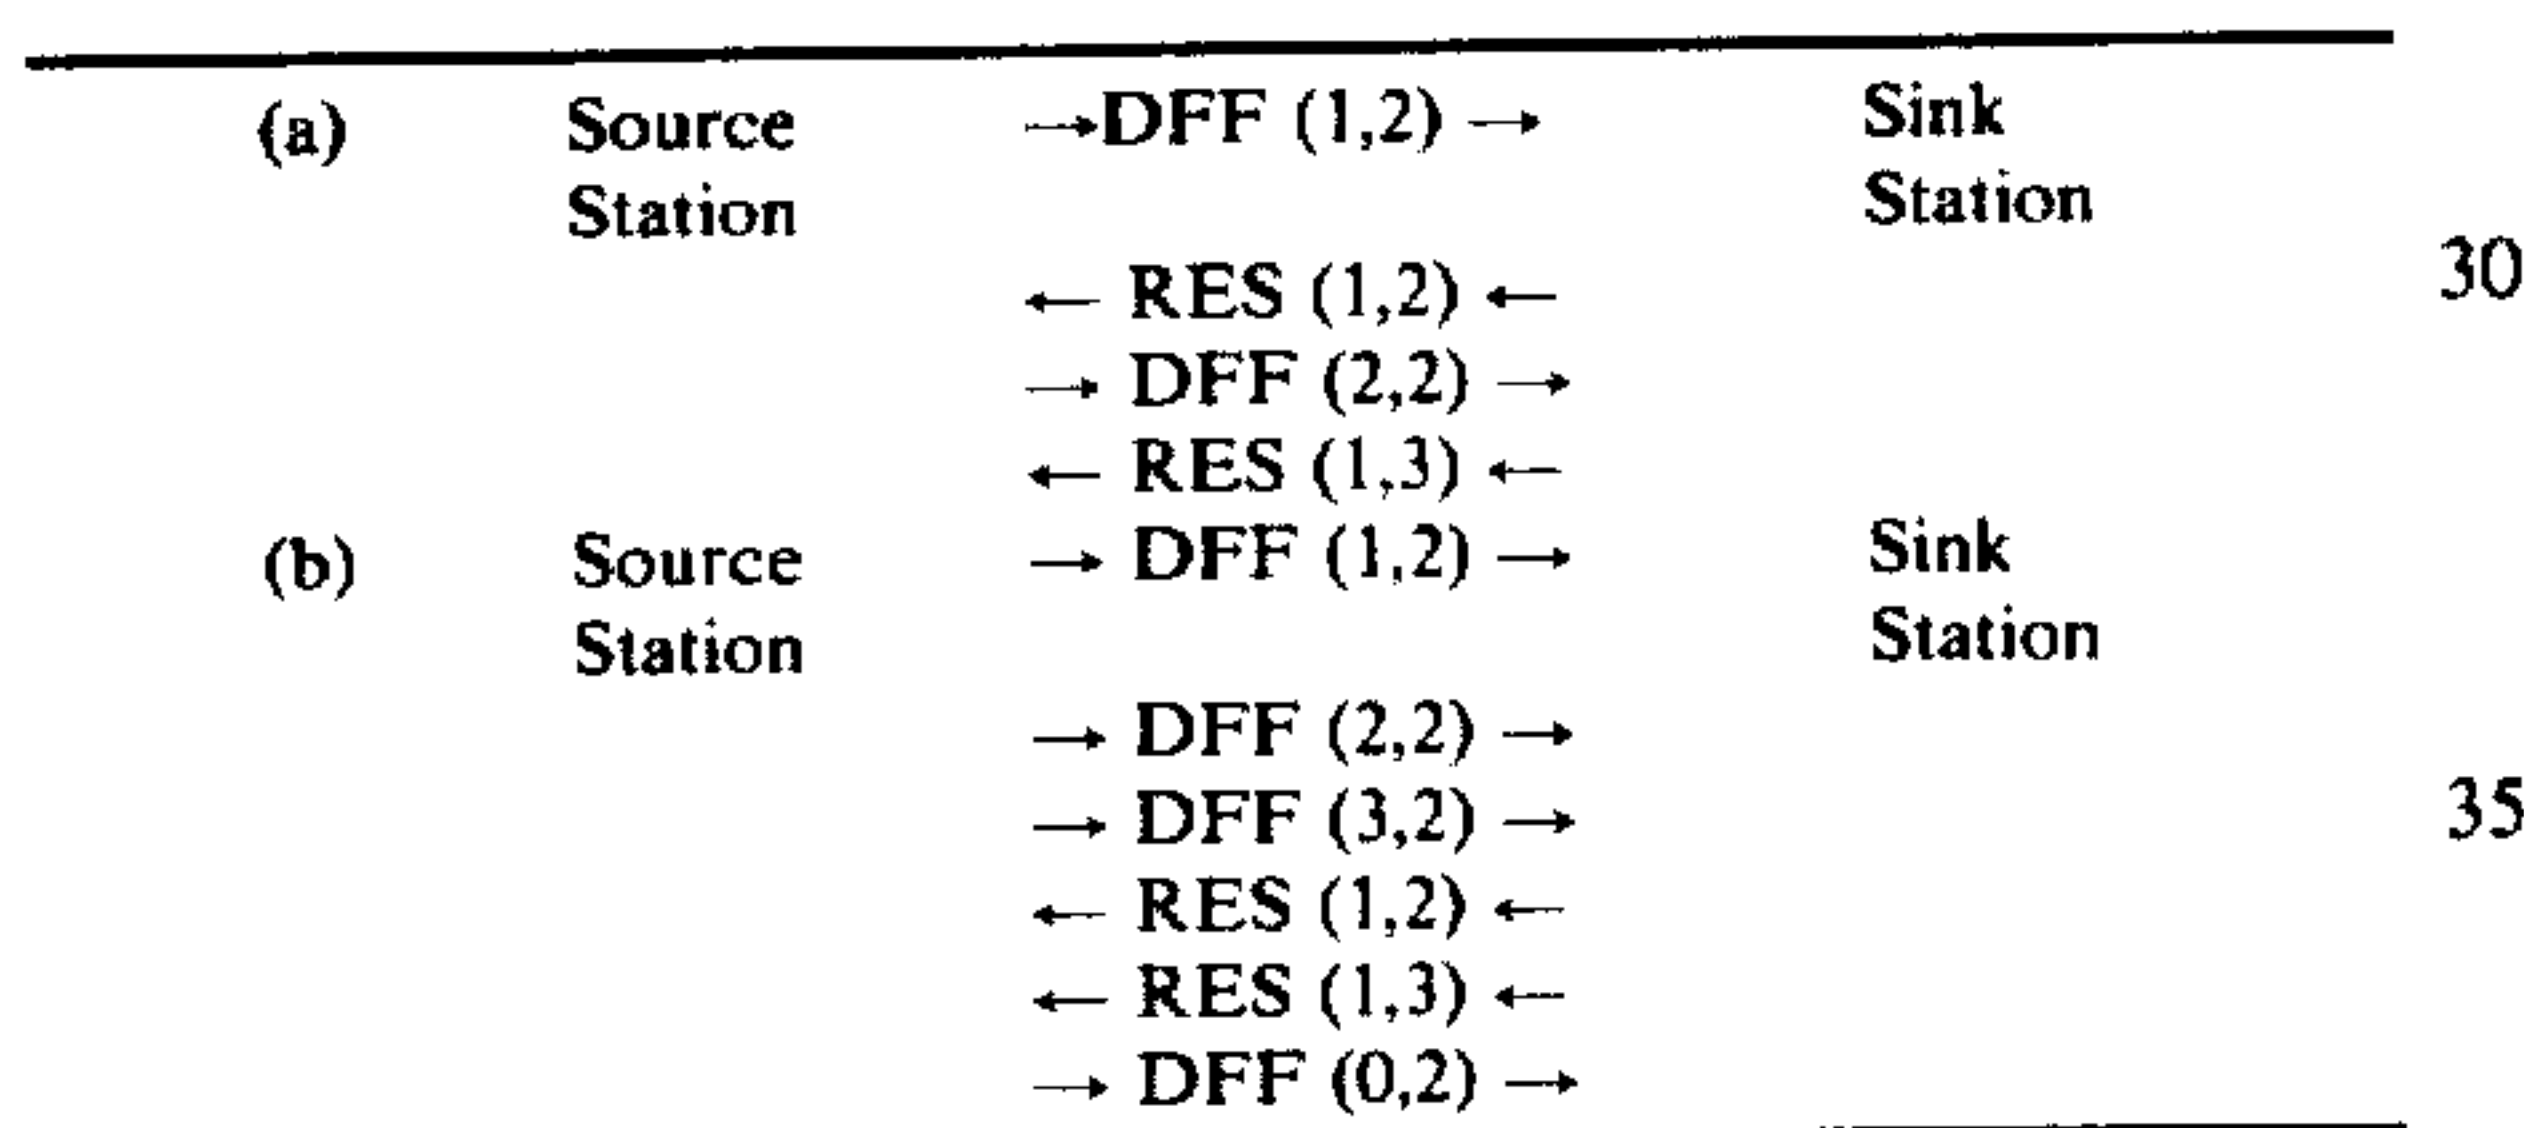 (a) Source →DFF (1,2) → Sink
Station Station
30
← RES (1,2) ←
→ DFF (2,2) →
← RES (1,3) ←
(b) Source → DFF (1,2) → Sink
Station Station
→ DFF (2,2) →
→ DFF (3,2) →
35
← RES (1,2) ←
← RES (1,3) ←
→ DFF (0,2) →